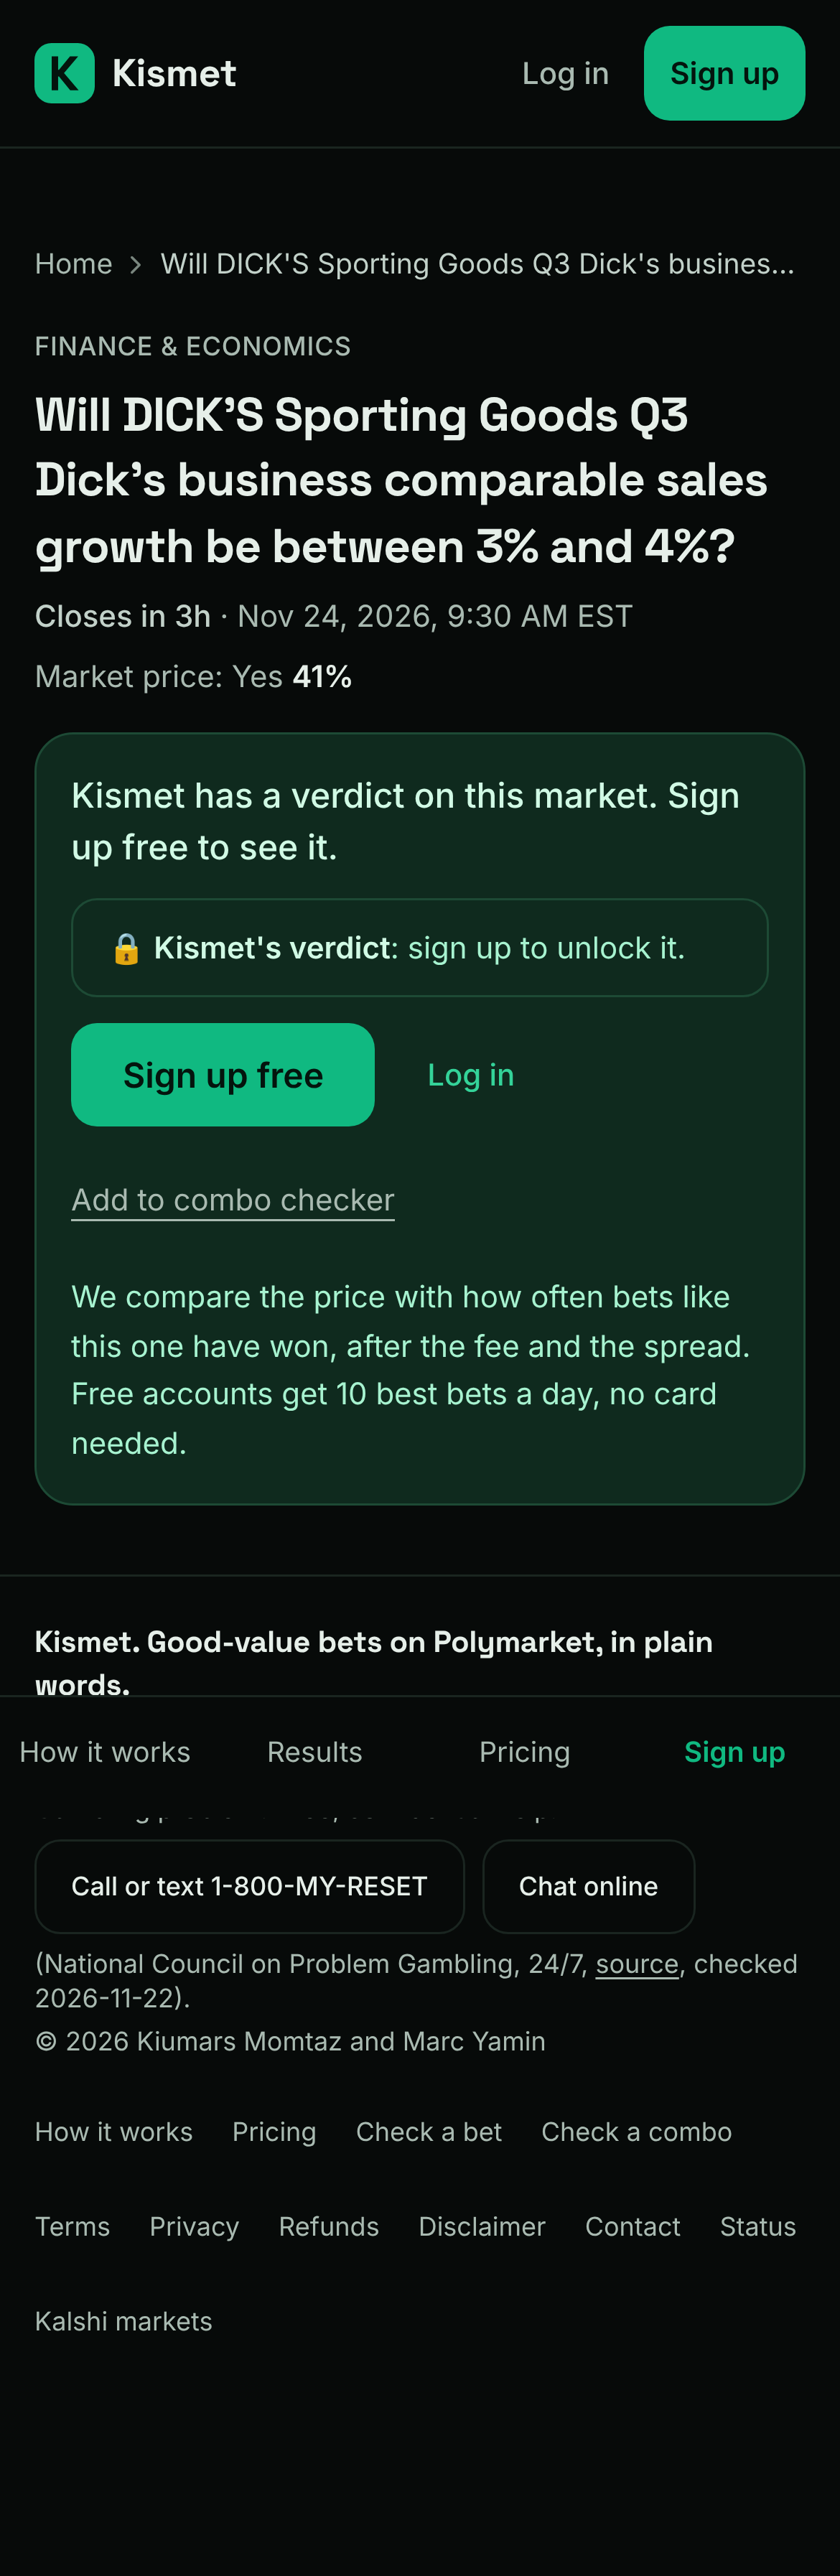 K Kismet Log in Sign up
Home > Will DICK'S Sporting Goods Q3 Dick's busines...
FINANCE & ECONOMICS
Will DICK'S Sporting Goods Q3
Dick's business comparable sales
growth be between 3% and 4%?
Closes in 3h · Nov 24, 2026, 9:30 AM EST
Market price: Yes 41%
Kismet has a verdict on this market. Sign
up free to see it.
🔒 Kismet's verdict: sign up to unlock it.
Sign up free Log in
Add to combo checker
We compare the price with how often bets like
this one have won, after the fee and the spread.
Free accounts get 10 best bets a day, no card
needed.
Kismet. Good-value bets on Polymarket, in plain
words.
How it works Results Pricing Sign up
Call or text 1-800-MY-RESET Chat online
(National Council on Problem Gambling, 24/7, source, checked
2026-11-22).
© 2026 Kiumars Momtaz and Marc Yamin
How it works Pricing Check a bet Check a combo
Terms Privacy Refunds Disclaimer Contact Status
Kalshi markets